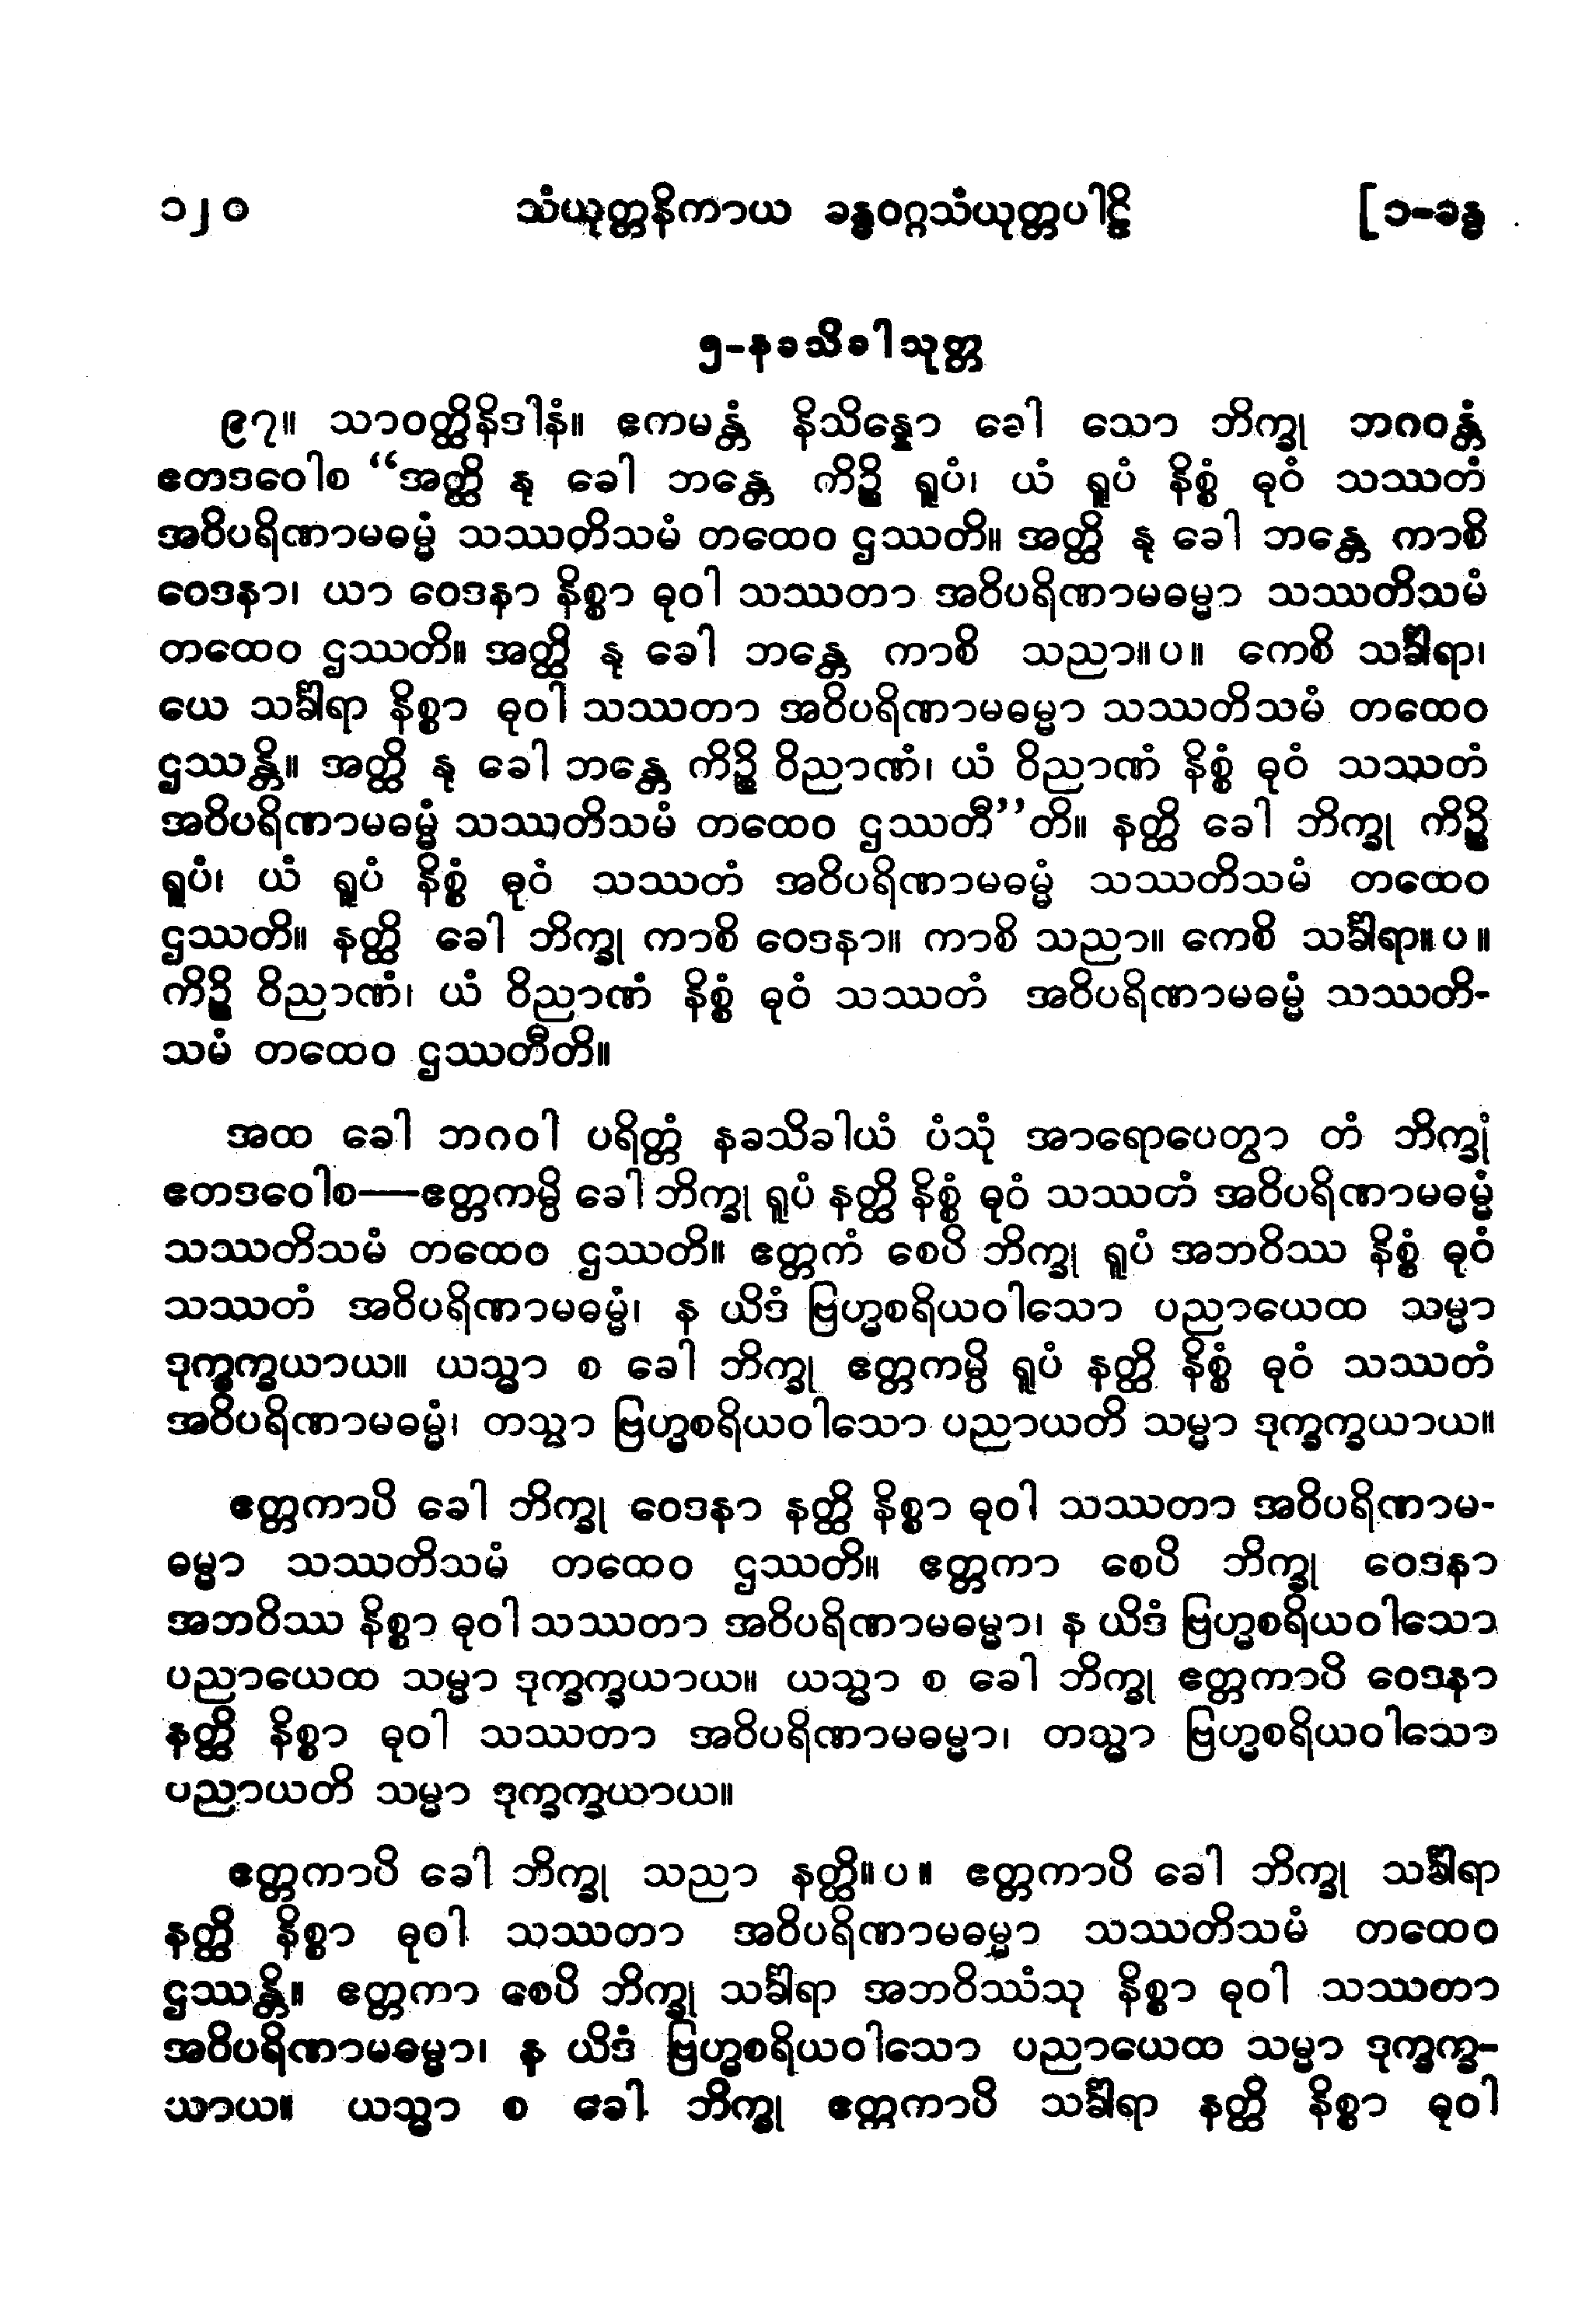 ၁၂၀ သံယုတ္တနိကာယ ခန္ဓဝဂ္ဂသံယုတ္တပါဠိ [၁-ခန္ဓ
၅-နခသိခါသုတ္တ
၉၇။ သာဝတ္ထိနိဒါနံ။ ဧကမန္တံ နိသိန္နော ခေါ သော ဘိက္ခု ဘဂဝန္တံ
ဧတဒဝေါစ “အတ္ထိ နု ခေါ ဘန္တေ ကိဉ္စိ ရူပံ၊ ယံ ရူပံ နိစ္စံ ဓုဝံ သဿတံ
အဝိပရိဏာမဓမ္မံ သဿတိသမံ တထေဝ ဌဿတိ။ အတ္ထိ နု ခေါ ဘန္တေ ကာစိ
ဝေဒနာ၊ ယာ ဝေဒနာ နိစ္စာ ဓုဝါ သဿတာ အဝိပရိဏာမဓမ္မာ သဿတိသမံ
တထေဝ ဌဿတိ။ အတ္ထိ နု ခေါ ဘန္တေ ကာစိ သညာ။ပ။ ကေစိ သင်္ခါရာ၊
ယေ သင်္ခါရာ နိစ္စာ ဓုဝါ သဿတာ အဝိပရိဏာမဓမ္မာ သဿတိသမံ တထေဝ
ဌဿန္တိ။ အတ္ထိ နု ခေါ ဘန္တေ ကိဉ္စိ ဝိညာဏံ၊ ယံ ဝိညာဏံ နိစ္စံ ဓုဝံ သဿတံ
အဝိပရိဏာမဓမ္မံ သဿတိသမံ တထေဝ ဌဿတီ”တိ။ နတ္ထိ ခေါ ဘိက္ခု ကိဉ္စိ
ရူပံ၊ ယံ ရူပံ နိစ္စံ ဓုဝံ သဿတံ အဝိပရိဏာမဓမ္မံ သဿတိသမံ တထေဝ
ဌဿတိ။ နတ္ထိ ခေါ ဘိက္ခု ကာစိ ဝေဒနာ။ ကာစိ သညာ။ ကေစိ သင်္ခါရာ။ပ။
ကိဉ္စိ ဝိညာဏံ၊ ယံ ဝိညာဏံ နိစ္စံ ဓုဝံ သဿတံ အဝိပရိဏာမဓမ္မံ သဿတိ-
သမံ တထေဝ ဌဿတီတိ။
အထ ခေါ ဘဂဝါ ပရိတ္တံ နခသိခါယံ ပံသုံ အာရောပေတွာ တံ ဘိက္ခုံ
ဧတဒဝေါစ—ဧတ္တကမ္ပိ ခေါ ဘိက္ခု ရူပံ နတ္ထိ နိစ္စံ ဓုဝံ သဿတံ အဝိပရိဏာမဓမ္မံ
သဿတိသမံ တထေဝ ဌဿတိ။ ဧတ္တကံ စေပိ ဘိက္ခု ရူပံ အဘဝိဿ နိစ္စံ ဓုဝံ
သဿတံ အဝိပရိဏာမဓမ္မံ၊ န ယိဒံ ဗြဟ္မစရိယဝါသော ပညာယေထ သမ္မာ
ဒုက္ခက္ခယာယ။ ယသ္မာ စ ခေါ ဘိက္ခု ဧတ္တကမ္ပိ ရူပံ နတ္ထိ နိစ္စံ ဓုဝံ သဿတံ
အဝိပရိဏာမဓမ္မံ၊ တသ္မာ ဗြဟ္မစရိယဝါသော ပညာယတိ သမ္မာ ဒုက္ခက္ခယာယ။
ဧတ္တကာပိ ခေါ ဘိက္ခု ဝေဒနာ နတ္ထိ နိစ္စာ ဓုဝါ သဿတာ အဝိပရိဏာမ-
ဓမ္မာ သဿတိသမံ တထေဝ ဌဿတိ။ ဧတ္တကာ စေပိ ဘိက္ခု ဝေဒနာ
အဘဝိဿ နိစ္စာ ဓုဝါ သဿတာ အဝိပရိဏာမဓမ္မာ၊ န ယိဒံ ဗြဟ္မစရိယဝါသော
ပညာယေထ သမ္မာ ဒုက္ခက္ခယာယ။ ယသ္မာ စ ခေါ ဘိက္ခု ဧတ္တကာပိ ဝေဒနာ
နတ္ထိ နိစ္စာ ဓုဝါ သဿတာ အဝိပရိဏာမဓမ္မာ၊ တသ္မာ ဗြဟ္မစရိယဝါသော
ပညာယတိ သမ္မာ ဒုက္ခက္ခယာယ။
ဧတ္တကာပိ ခေါ ဘိက္ခု သညာ နတ္ထိ။ပ။ ဧတ္တကာပိ ခေါ ဘိက္ခု သင်္ခါရာ
နတ္ထိ နိစ္စာ ဓုဝါ သဿတာ အဝိပရိဏာမဓမ္မာ သဿတိသမံ တထေဝ
ဌဿန္တိ။ ဧတ္တကာ စေပိ ဘိက္ခု သင်္ခါရာ အဘဝိဿံသု နိစ္စာ ဓုဝါ သဿတာ
အဝိပရိဏာမဓမ္မာ၊ န ယိဒံ ဗြဟ္မစရိယဝါသော ပညာယေထ သမ္မာ ဒုက္ခက္ခ-
ယာယ။ ယသ္မာ စ ခေါ ဘိက္ခု ဧတ္တကာပိ သင်္ခါရာ နတ္ထိ နိစ္စာ ဓုဝါ